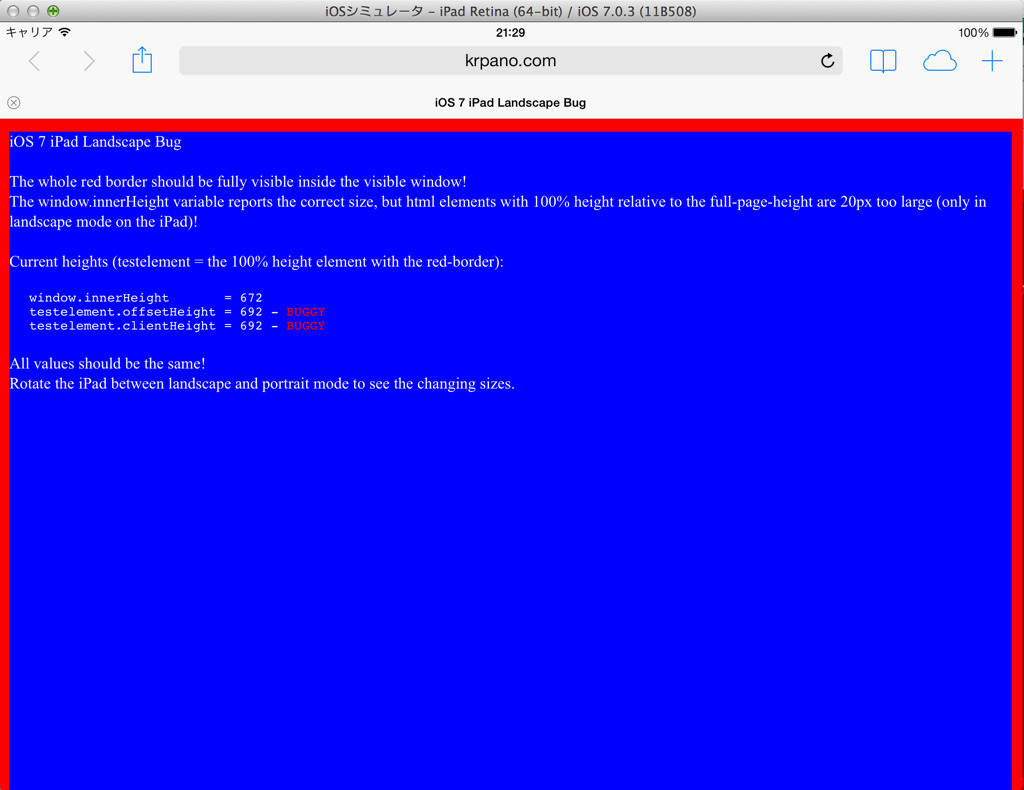 iOSシミュレータ – iPad Retina (64-bit) / iOS 7.0.3 (11B508)
キャリア 21:29 100%
krpano.com
iOS 7 iPad Landscape Bug
iOS 7 iPad Landscape Bug
The whole red border should be fully visible inside the visible window!
The window.innerHeight variable reports the correct size, but html elements with 100% height relative to the full-page-height are 20px too large (only in
landscape mode on the iPad)!
Current heights (testelement = the 100% height element with the red-border):
window.innerHeight = 672
testelement.offsetHeight = 692 - BUGGY
testelement.clientHeight = 692 - BUGGY
All values should be the same!
Rotate the iPad between landscape and portrait mode to see the changing sizes.